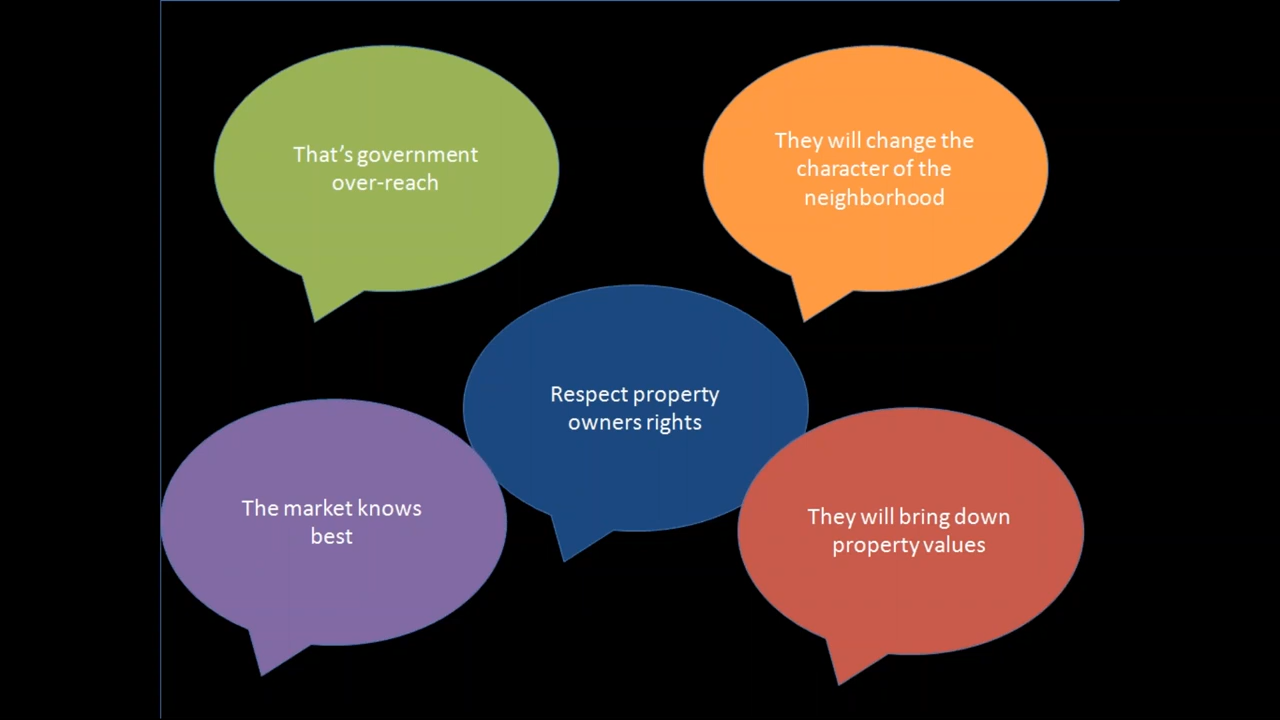 That’s government
over-reach
They will change the
character of the
neighborhood
Respect property
owners rights
The market knows
best
They will bring down
property values